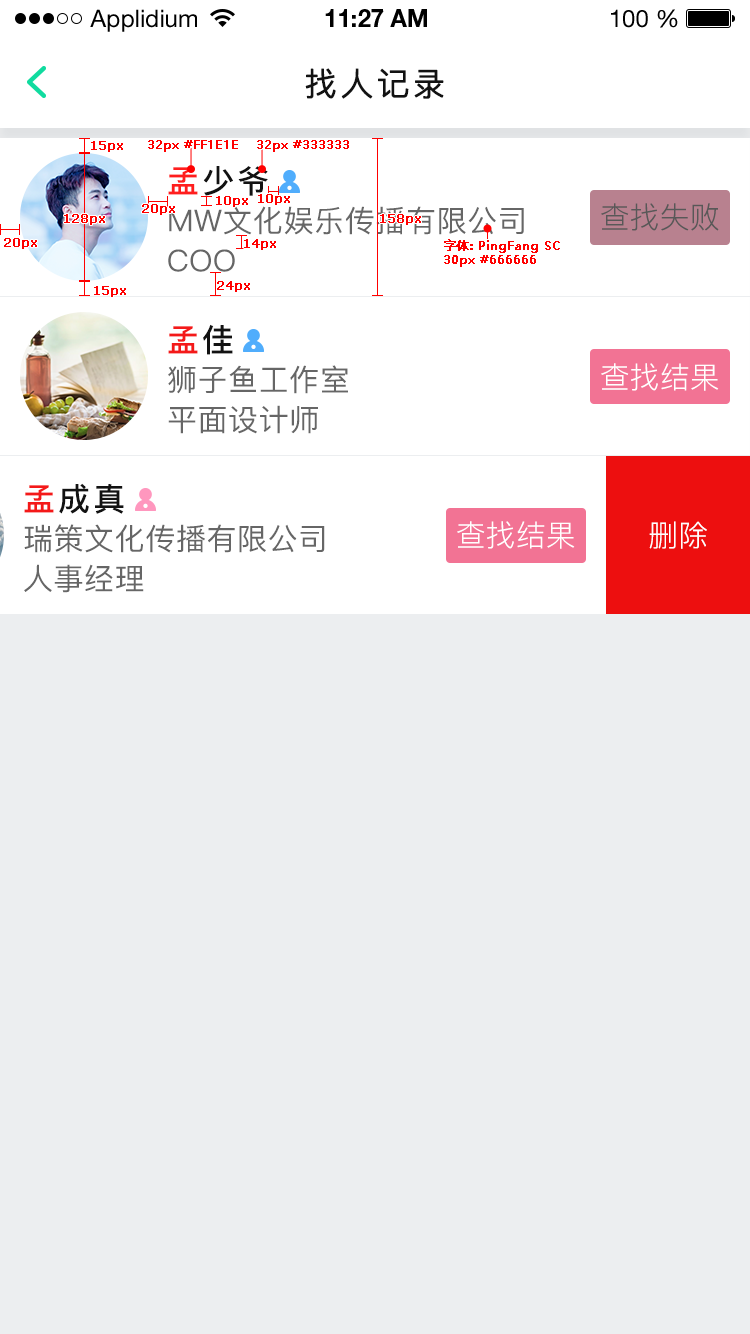 Applidium 11:27 AM 100 %
找人记录
15px 32px #FF1E1E 32px #333333
孟少爷
20px 10px 10px
128px MW文化娱乐传播有限公司 158px 查找失败
20px 14px 字体: PingFang SC
COO 30px #666666
15px 24px
孟佳
狮子鱼工作室 查找结果
平面设计师
孟成真
瑞策文化传播有限公司 查找结果 删除
人事经理